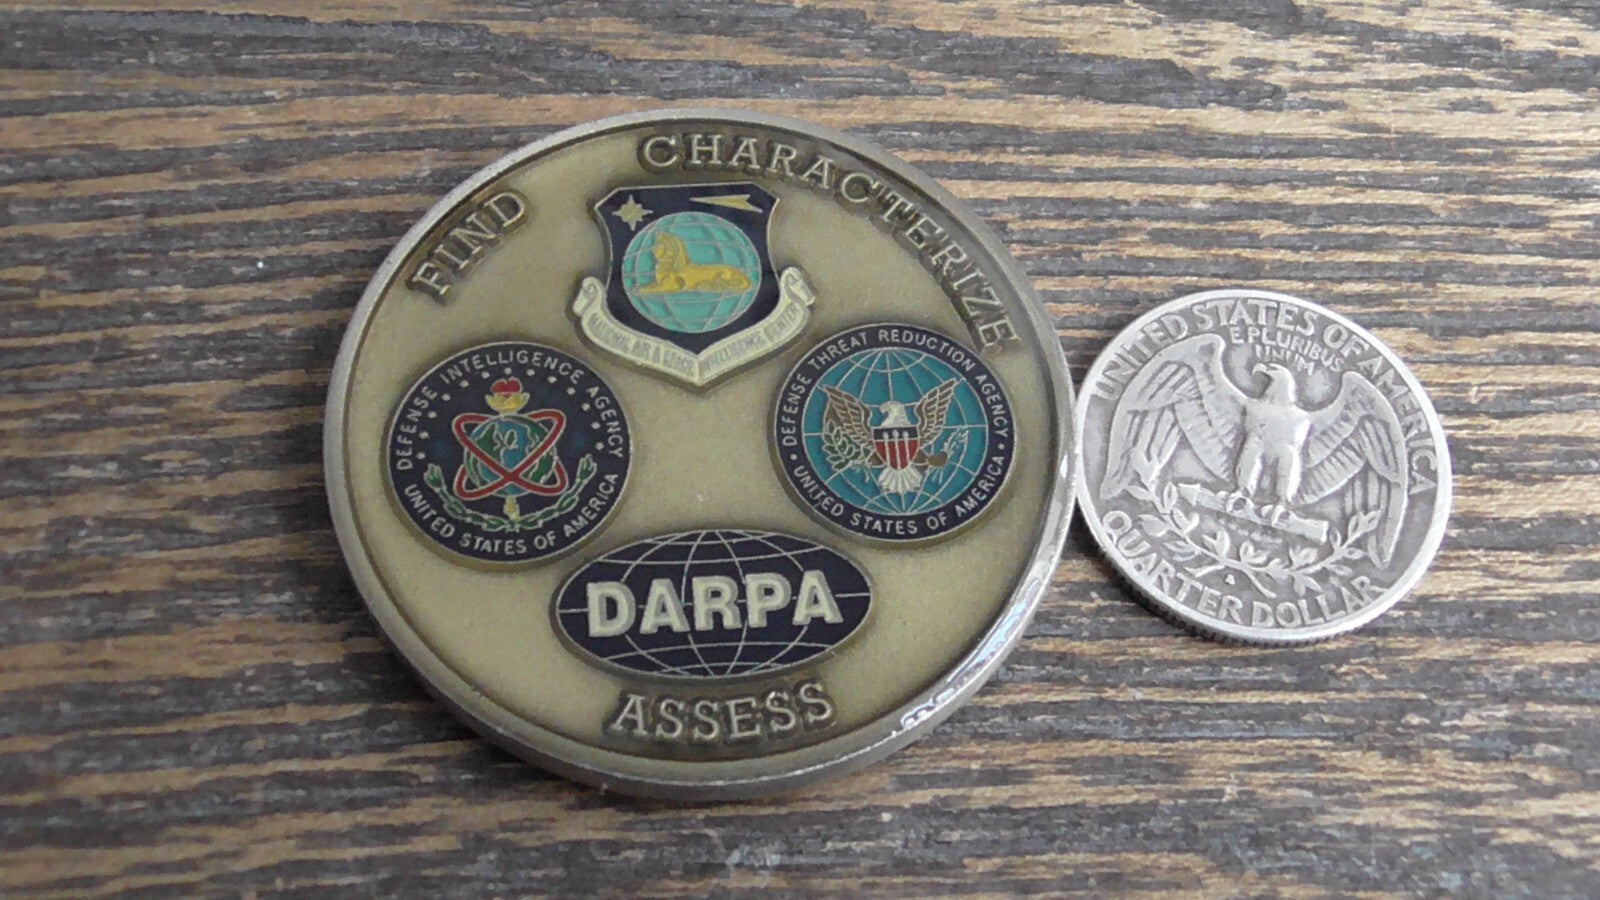 FIND
CHARACTERIZE
NATIONAL AIR & SPACE INTELLIGENCE CENTER
DEFENSE INTELLIGENCE AGENCY
UNITED STATES OF AMERICA
DEFENSE THREAT REDUCTION AGENCY
UNITED STATES OF AMERICA
DARPA
ASSESS
UNITED STATES OF AMERICA
E PLURIBUS
UNUM
QUARTER DOLLAR